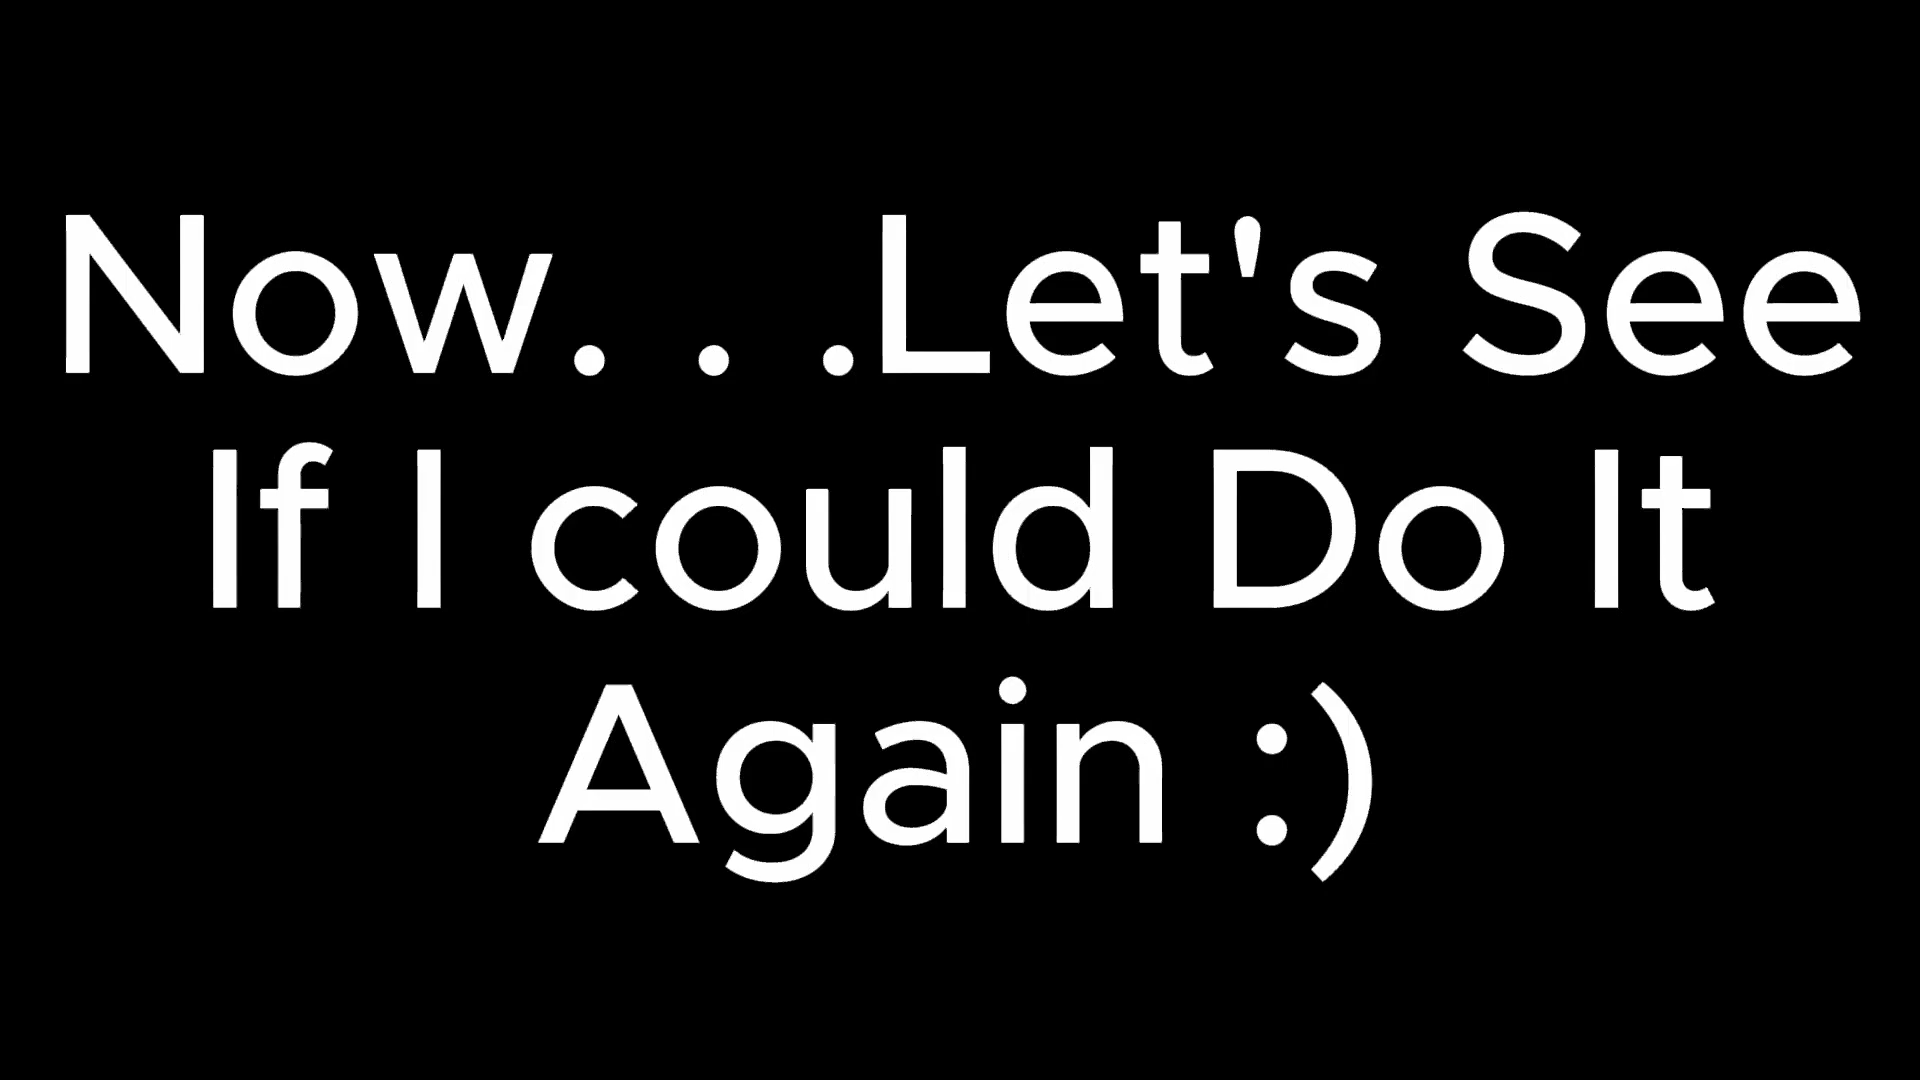 Now. . .Let's See
If I could Do It
Again :)